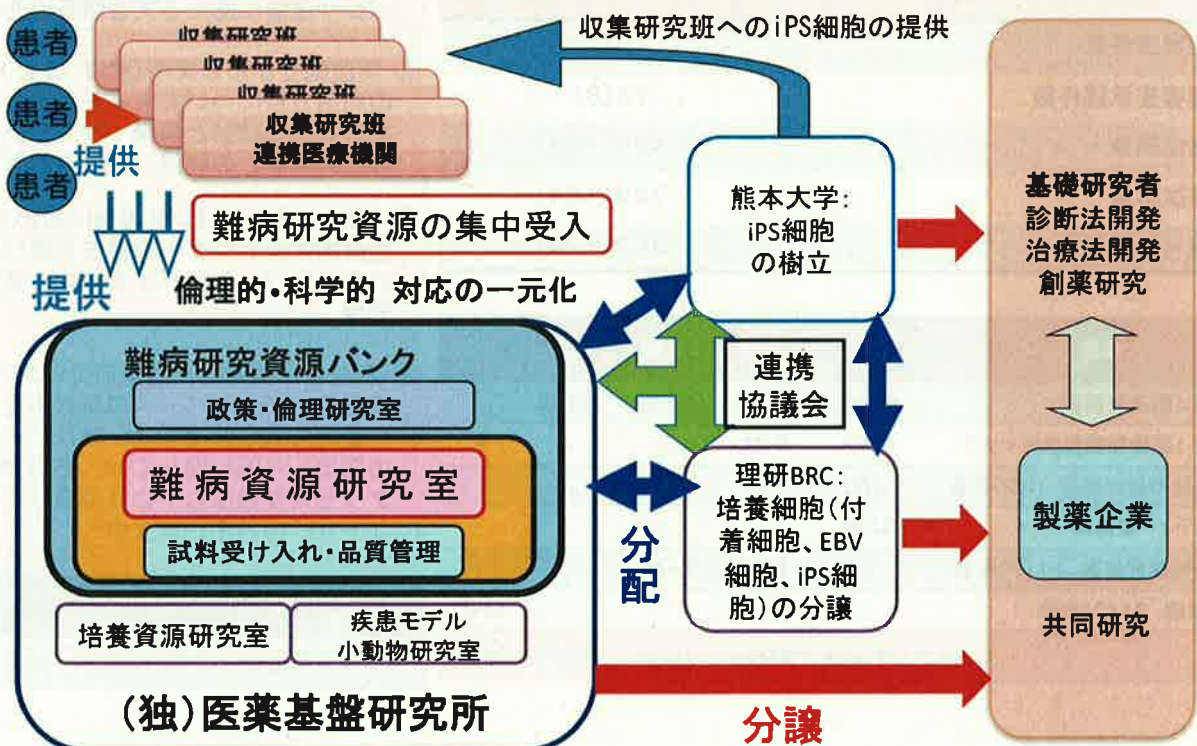 患者
患者
患者
提供
収集研究班
収集研究班
収集研究班
収集研究班
連携医療機関
収集研究班へのiPS細胞の提供
提供
難病研究資源の集中受入
倫理的・科学的 対応の一元化
難病研究資源バンク
政策・倫理研究室
難病資源研究室
試料受け入れ・品質管理
培養資源研究室
疾患モデル
小動物研究室
(独)医薬基盤研究所
熊本大学:
iPS細胞
の樹立
連携
協議会
分
配
理研BRC:
培養細胞(付
着細胞、EBV
細胞、iPS細
胞)の分譲
分譲
基礎研究者
診断法開発
治療法開発
創薬研究
製薬企業
共同研究